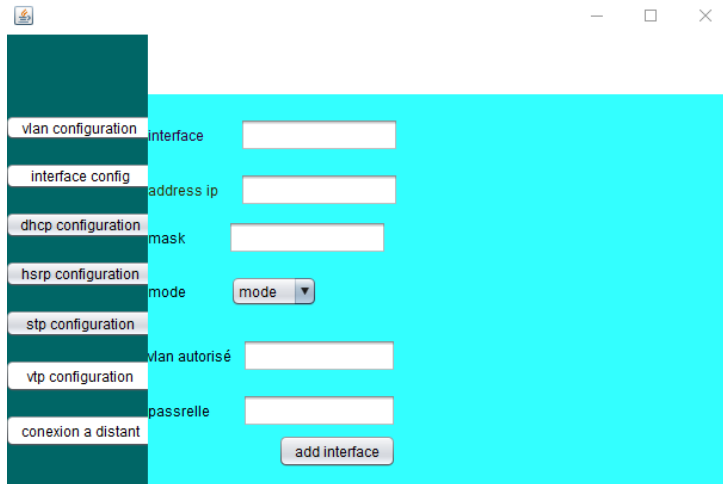 vlan configuration
interface config
dhcp configuration
hsrp configuration
stp configuration
vtp configuration
conexion a distant
interface
address ip
mask
mode
mode
vlan autorisé
passrelle
add interface